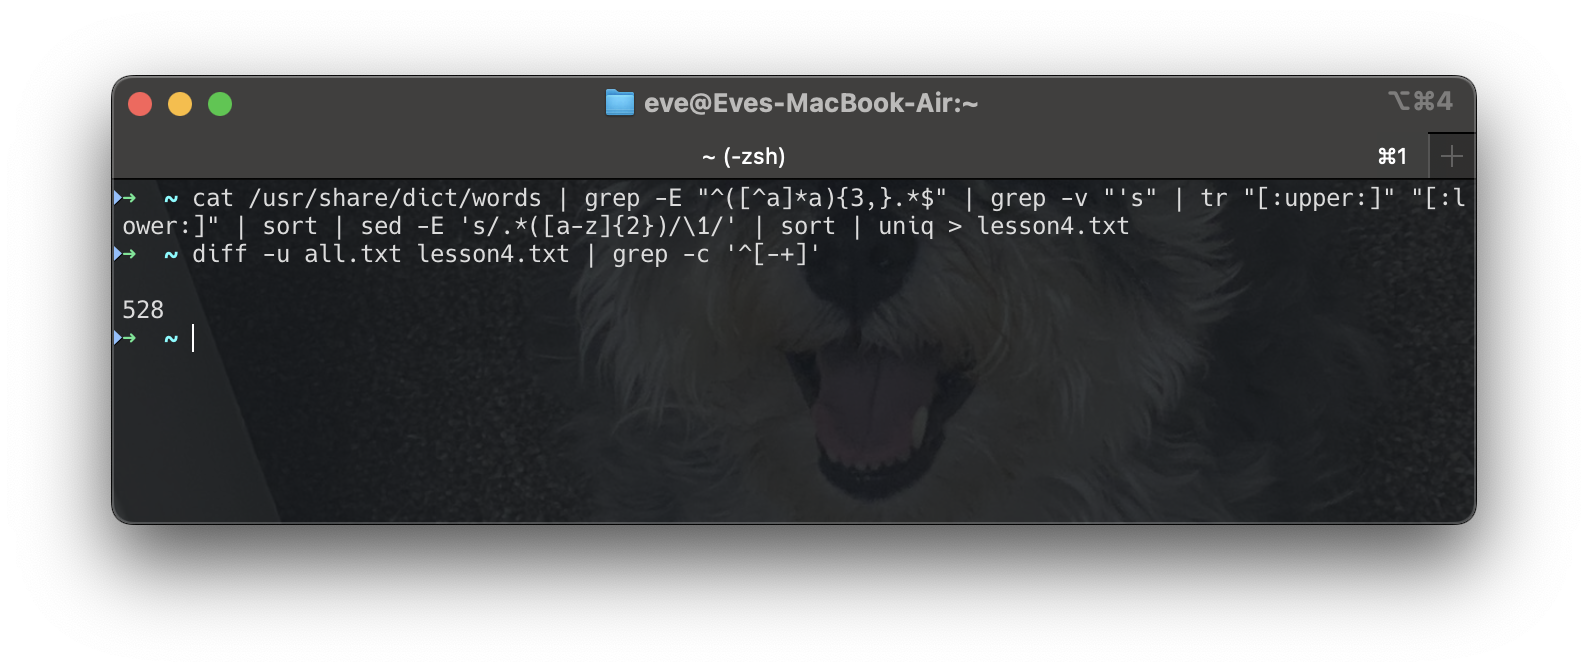 eve@Eves-MacBook-Air:~ ⌥⌘4
~ (-zsh) ⌘1
→ ~ cat /usr/share/dict/words | grep -E "^([^a]*a){3,}.*$" | grep -v "'s" | tr "[:upper:]" "[:l
ower:]" | sort | sed -E 's/.*([a-z]{2})/\1/' | sort | uniq > lesson4.txt
→ ~ diff -u all.txt lesson4.txt | grep -c '^[-+]'
528
→ ~